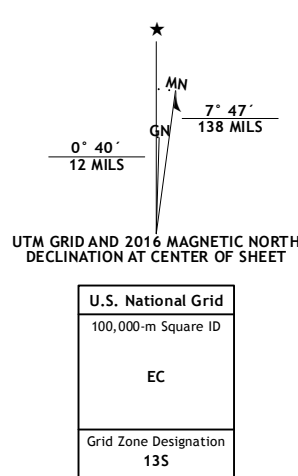 ★
MN
GN
7° 47´
138 MILS
0° 40´
12 MILS
UTM GRID AND 2016 MAGNETIC NORTH
DECLINATION AT CENTER OF SHEET
U.S. National Grid
100,000-m Square ID
EC
Grid Zone Designation
13S